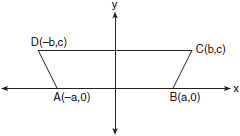 y
D(–b,c)
C(b,c)
A(–a,0)
B(a,0)
x